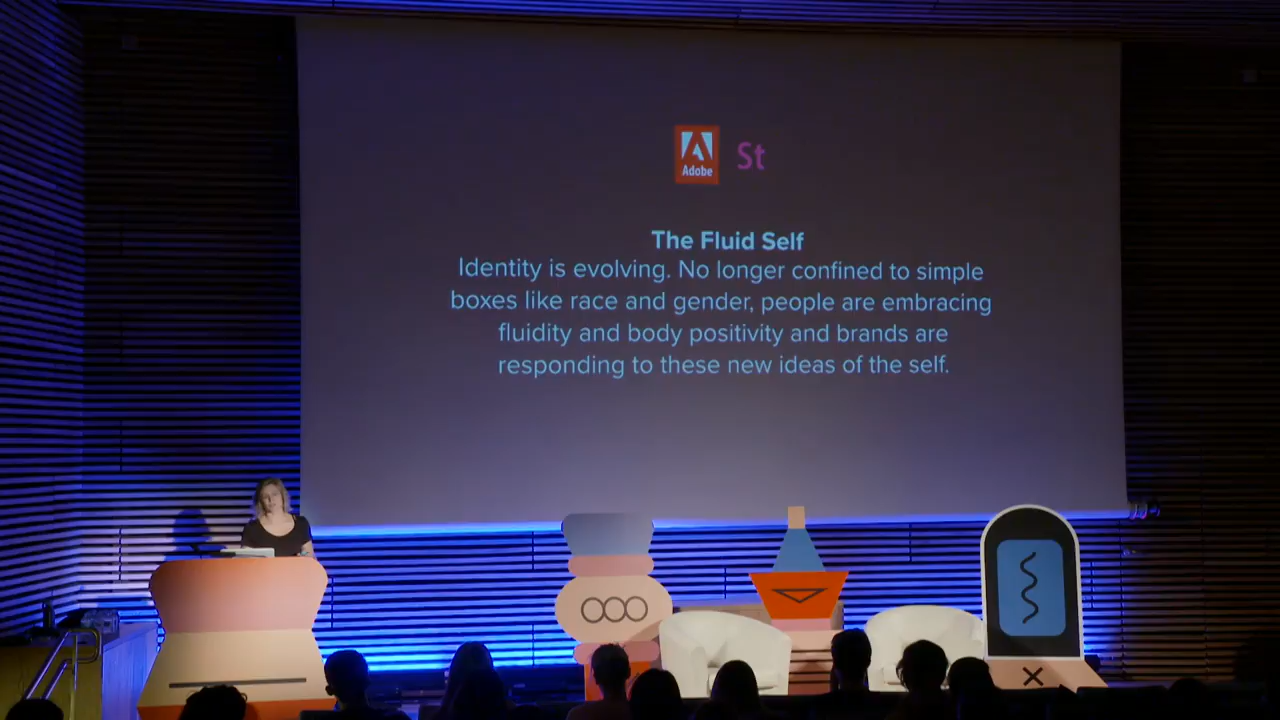 Adobe
St
The Fluid Self
Identity is evolving. No longer confined to simple
boxes like race and gender, people are embracing
fluidity and body positivity and brands are
responding to these new ideas of the self.